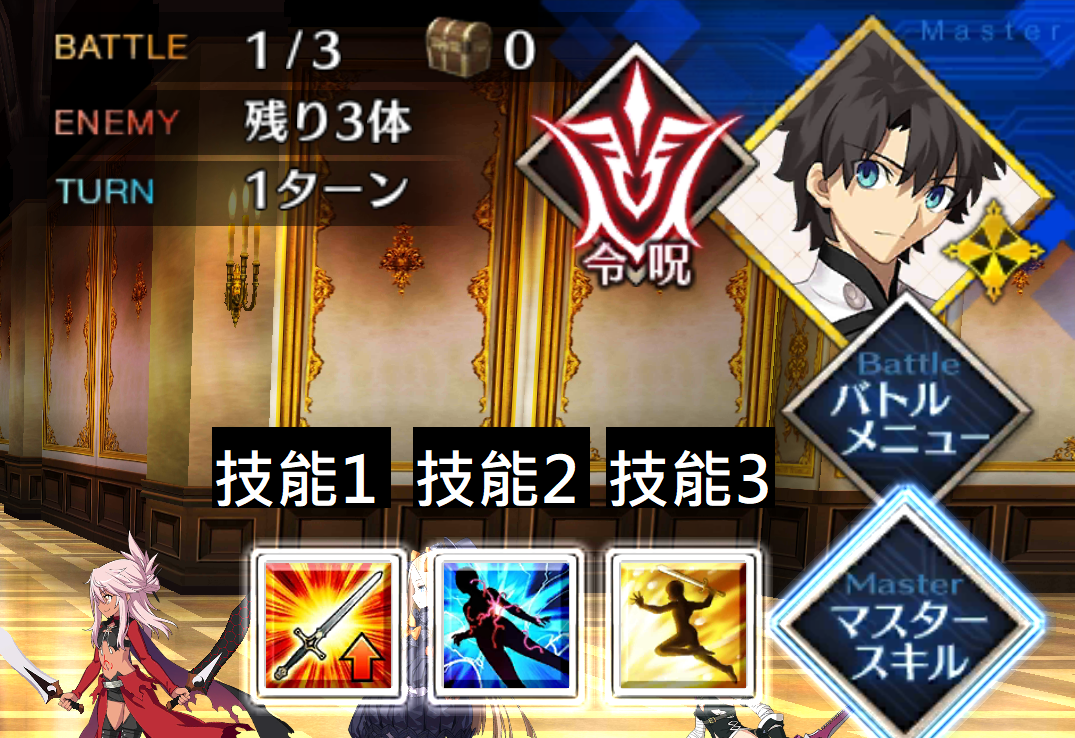 BATTLE 1/3 0
ENEMY 残り3体
TURN 1ターン
Master
令呪
Battle
バトル
メニュー
技能1 技能2 技能3
Master
マスター
スキル